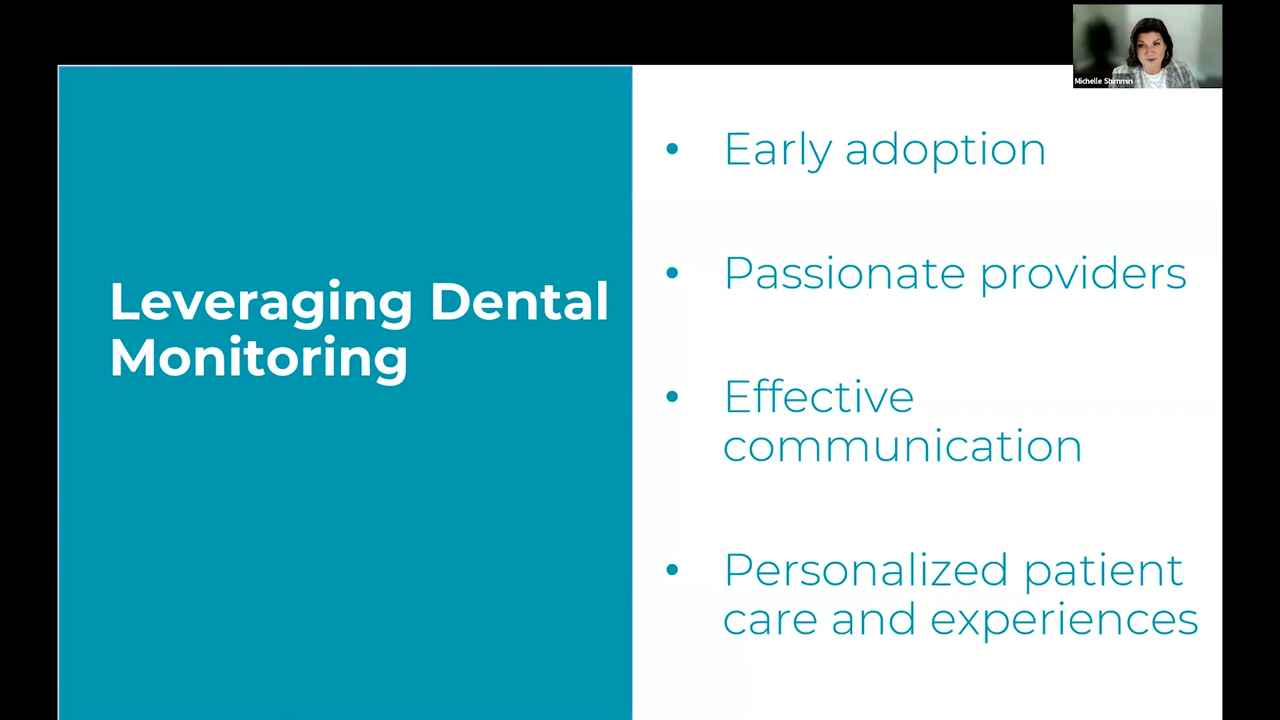 Michelle Shimmin
Leveraging Dental
Monitoring
• Early adoption
• Passionate providers
• Effective
communication
• Personalized patient
care and experiences